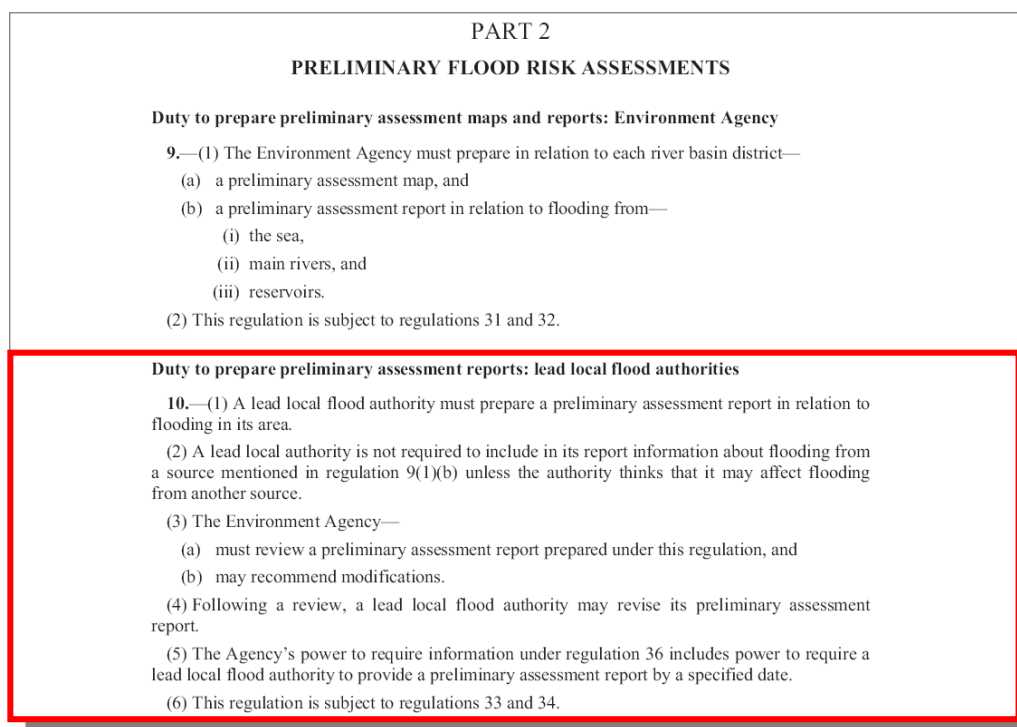 PART 2
PRELIMINARY FLOOD RISK ASSESSMENTS
Duty to prepare preliminary assessment maps and reports: Environment Agency
9.—(1) The Environment Agency must prepare in relation to each river basin district—
(a) a preliminary assessment map, and
(b) a preliminary assessment report in relation to flooding from—
(i) the sea,
(ii) main rivers, and
(iii) reservoirs.
(2) This regulation is subject to regulations 31 and 32.
Duty to prepare preliminary assessment reports: lead local flood authorities
10.—(1) A lead local flood authority must prepare a preliminary assessment report in relation to
flooding in its area.
(2) A lead local authority is not required to include in its report information about flooding from
a source mentioned in regulation 9(1)(b) unless the authority thinks that it may affect flooding
from another source.
(3) The Environment Agency—
(a) must review a preliminary assessment report prepared under this regulation, and
(b) may recommend modifications.
(4) Following a review, a lead local flood authority may revise its preliminary assessment
report.
(5) The Agency’s power to require information under regulation 36 includes power to require a
lead local flood authority to provide a preliminary assessment report by a specified date.
(6) This regulation is subject to regulations 33 and 34.